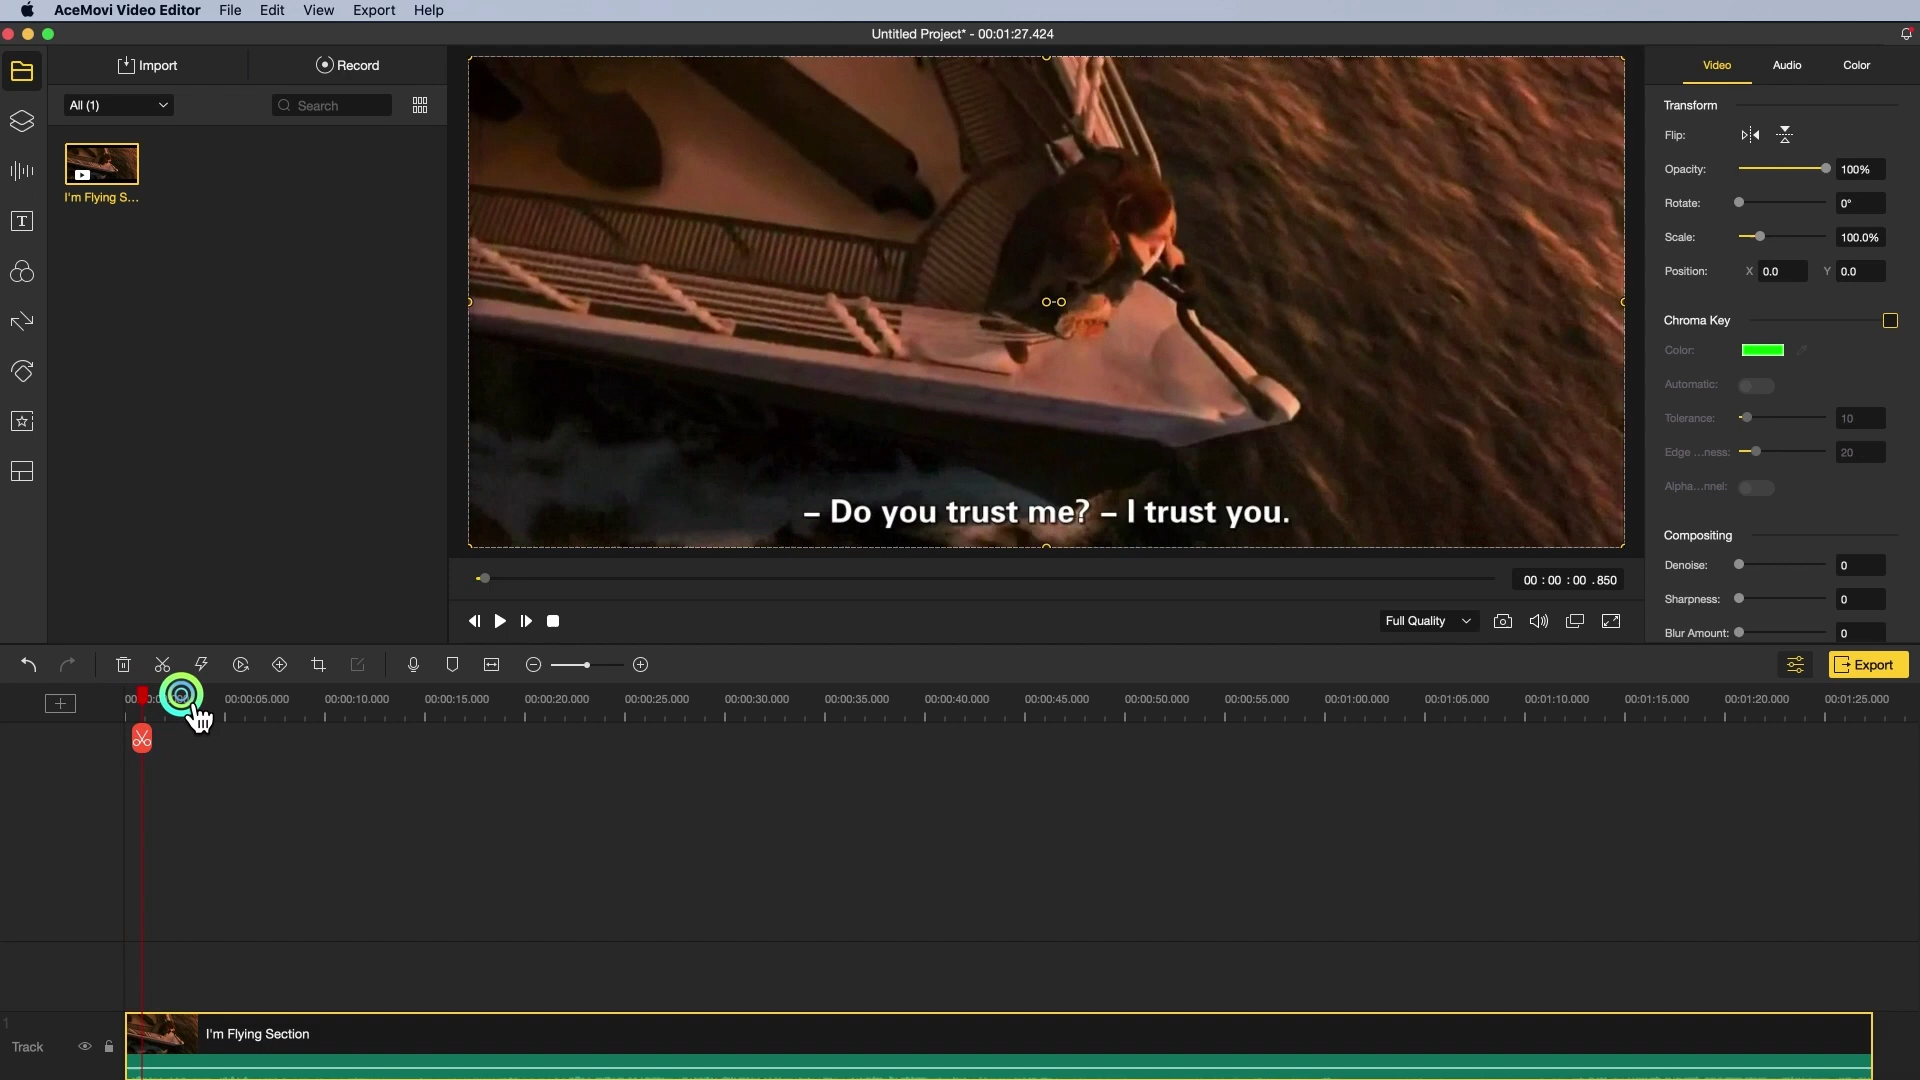 AceMovi Video Editor File Edit View Export Help
Untitled Project* - 00:01:27.424
Import Record
All (1) Search
I'm Flying S...
– Do you trust me? – I trust you.
00 : 00 : 00 .850
Full Quality
Video Audio Color
Transform
Flip:
Opacity: 100%
Rotate: 0°
Scale: 100.0%
Position: X 0.0 Y 0.0
Chroma Key
Color:
Automatic:
Tolerance: 10
Edge ...ness: 20
Alpha...nnel:
Compositing
Denoise: 0
Sharpness: 0
Blur Amount: 0
Export
00:00:05.000 00:00:10.000 00:00:15.000 00:00:20.000 00:00:25.000 00:00:30.000 00:00:35.000 00:00:40.000 00:00:45.000 00:00:50.000 00:00:55.000 00:01:00.000 00:01:05.000 00:01:10.000 00:01:15.000 00:01:20.000 00:01:25.000
1
I'm Flying Section
Track